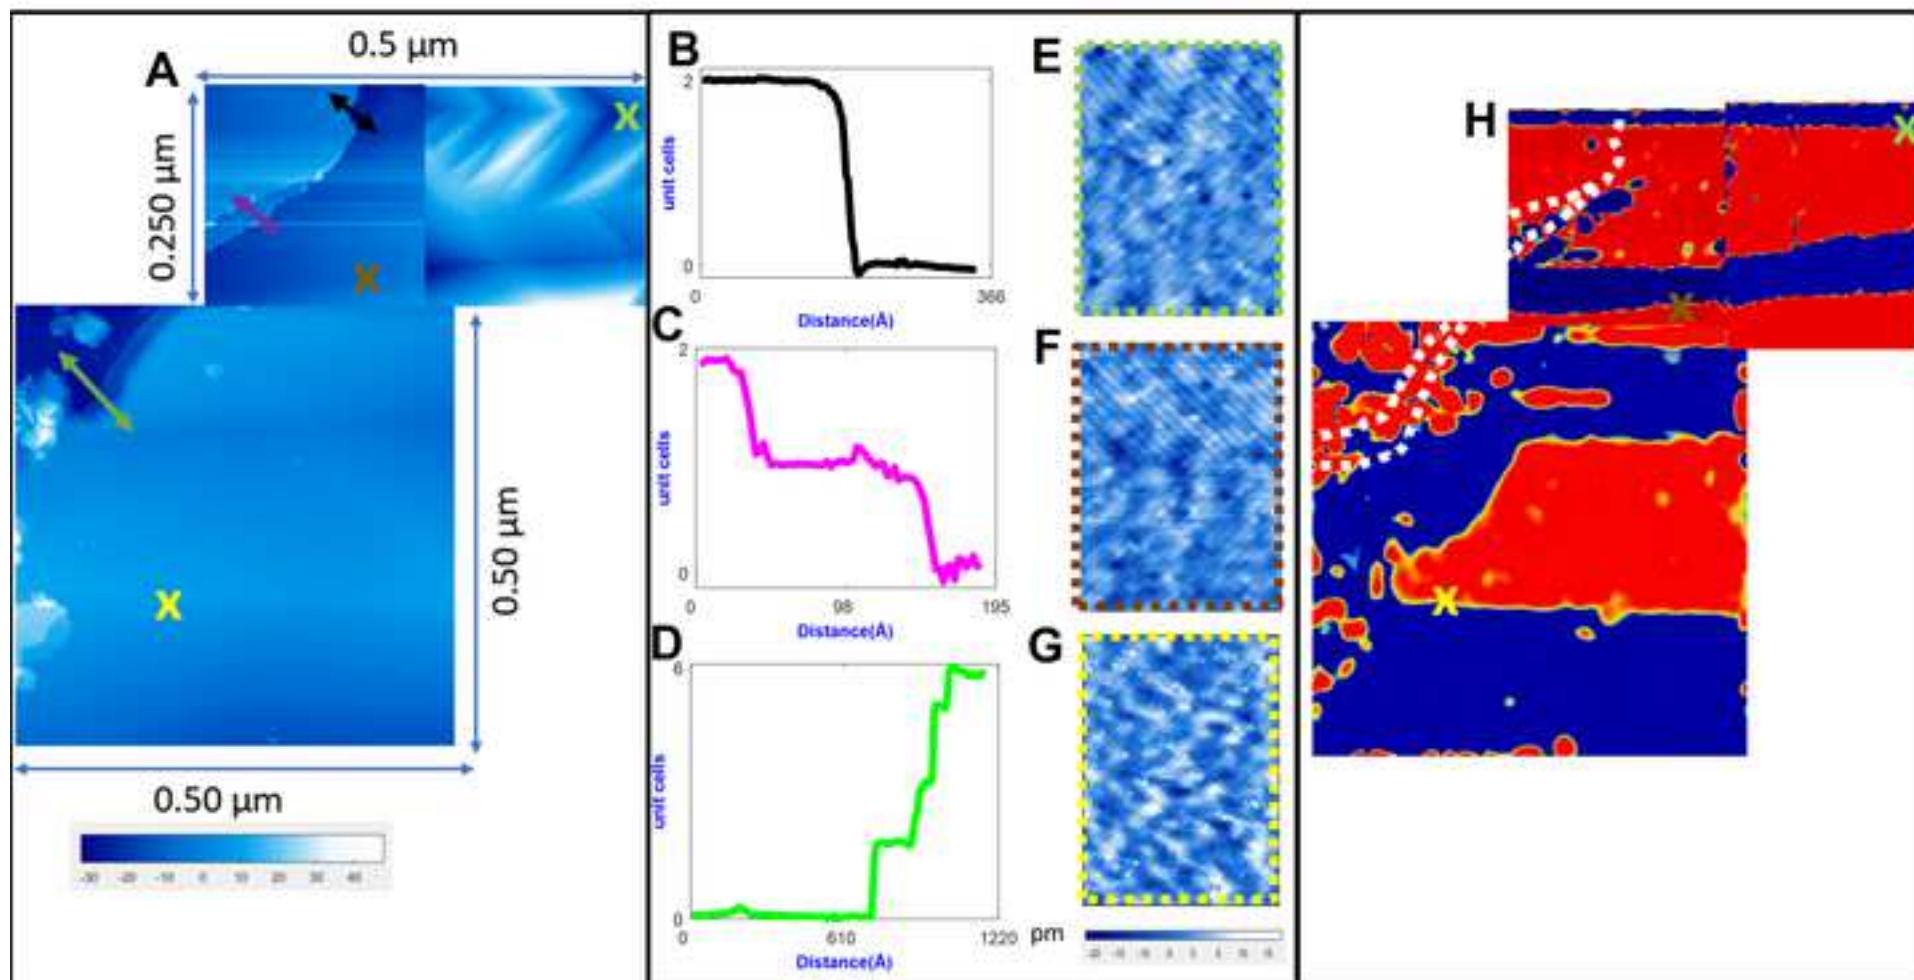 A
0.5 µm
0.250 µm
X
X
X
0.50 µm
0.50 µm
-30 -20 -10 0 10 20 30 40
B
unit cells
2
0
0 366
Distance(Å)
C
unit cells
2
0
0 98 195
Distance(Å)
D
unit cells
6
0
0 610 1220
Distance(Å)
E
F
G
pm
H
X
X
X